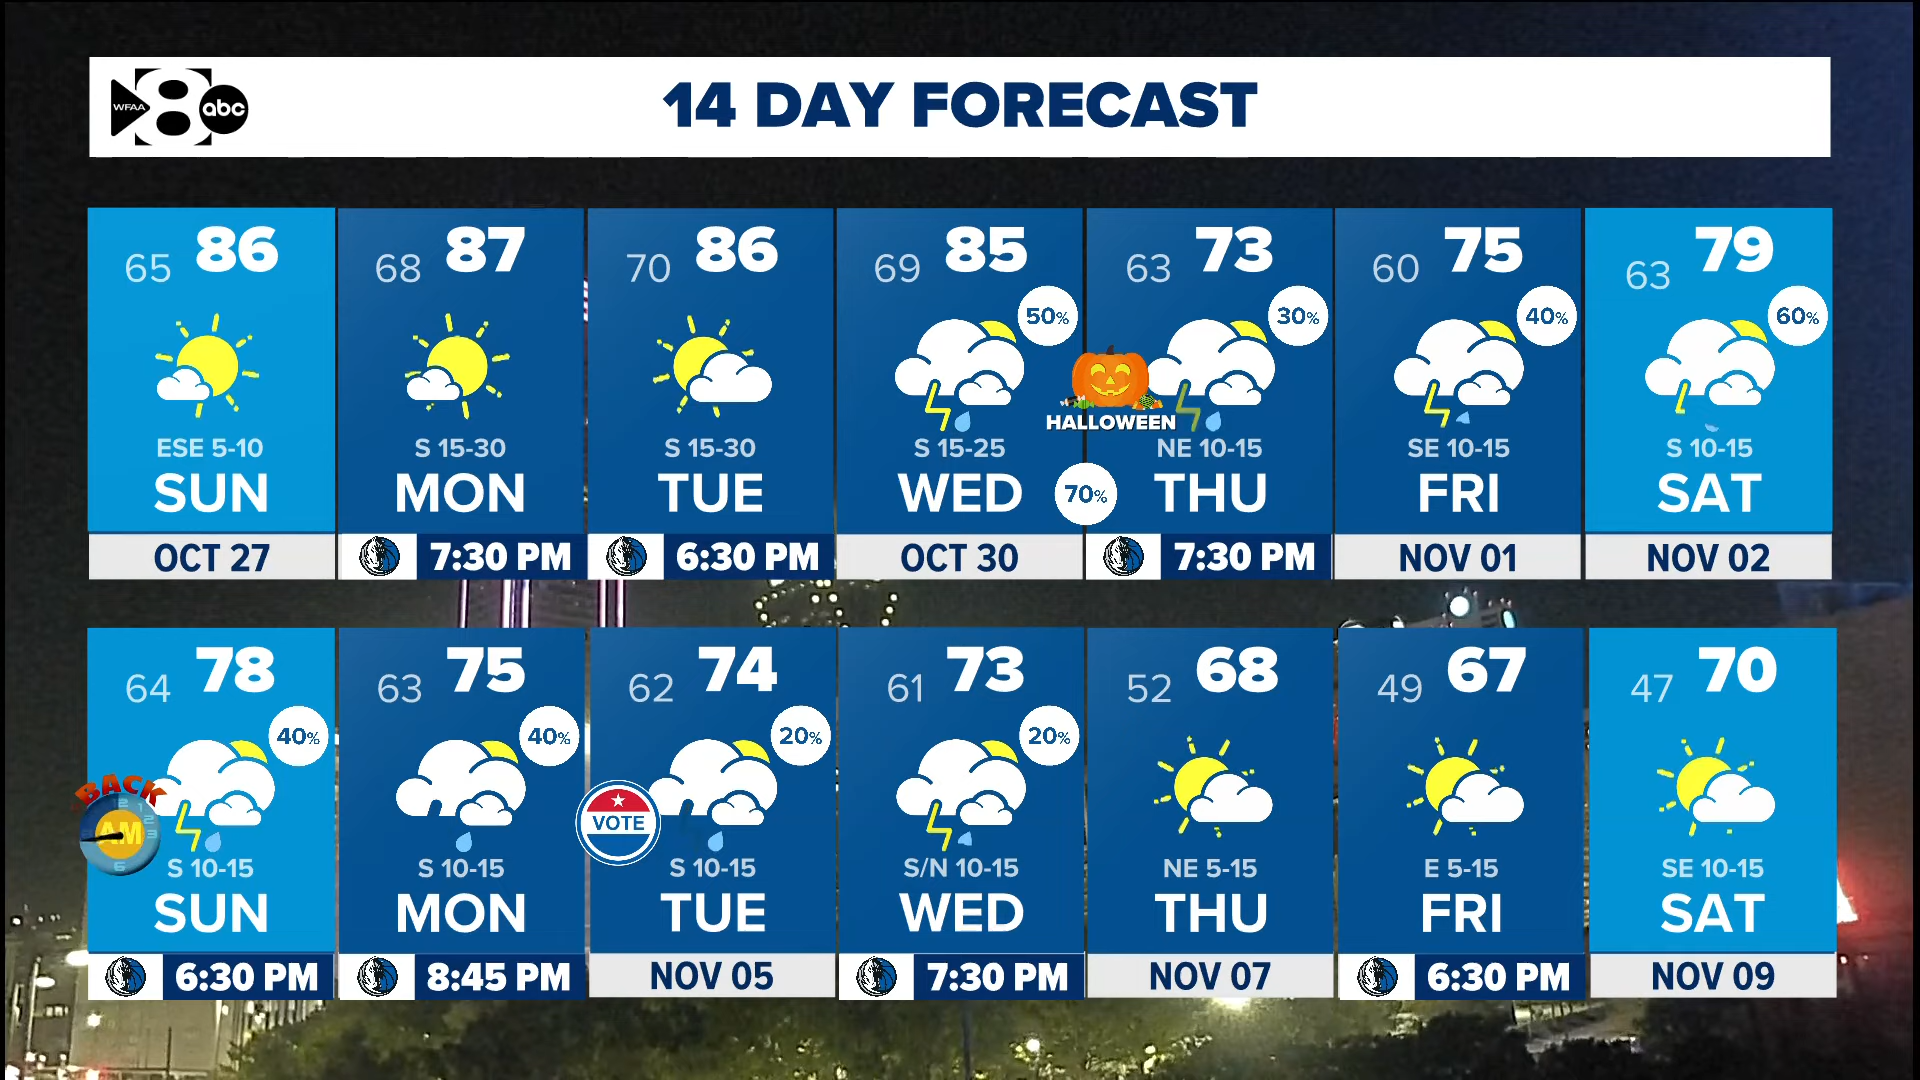 WFAA 8 abc
14 DAY FORECAST
65 86
ESE 5-10
SUN
OCT 27
68 87
S 15-30
MON
7:30 PM
70 86
S 15-30
TUE
6:30 PM
69 85
50%
S 15-25
WED
OCT 30
HALLOWEEN
70%
63 73
30%
NE 10-15
THU
7:30 PM
60 75
40%
SE 10-15
FRI
NOV 01
63 79
60%
S 10-15
SAT
NOV 02
64 78
40%
BACK
AM
S 10-15
SUN
6:30 PM
63 75
40%
S 10-15
MON
8:45 PM
62 74
20%
VOTE
S 10-15
TUE
NOV 05
61 73
20%
S/N 10-15
WED
7:30 PM
52 68
NE 5-15
THU
NOV 07
49 67
E 5-15
FRI
6:30 PM
47 70
SE 10-15
SAT
NOV 09